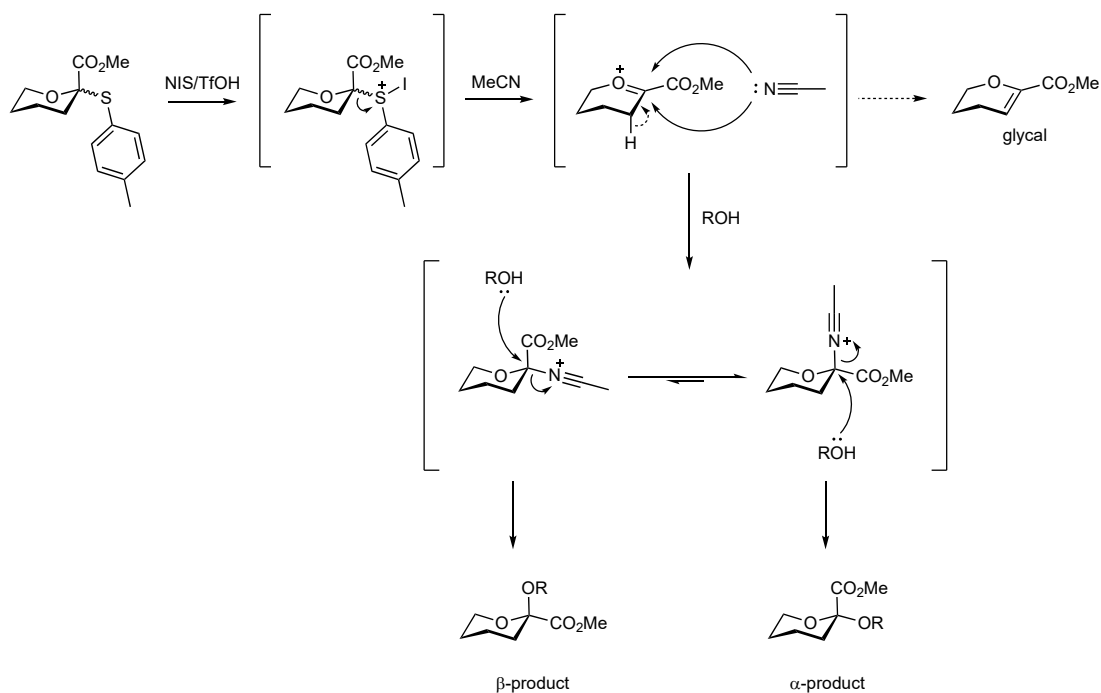 CO2Me
O
S
NIS/TfOH
CO2Me
O
S
+
I
MeCN
+
O
CO2Me
H
:N
O
CO2Me
glycal
ROH
ROH
CO2Me
O
N
+
N
+
O
CO2Me
ROH
OR
O
CO2Me
β-product
CO2Me
O
OR
α-product